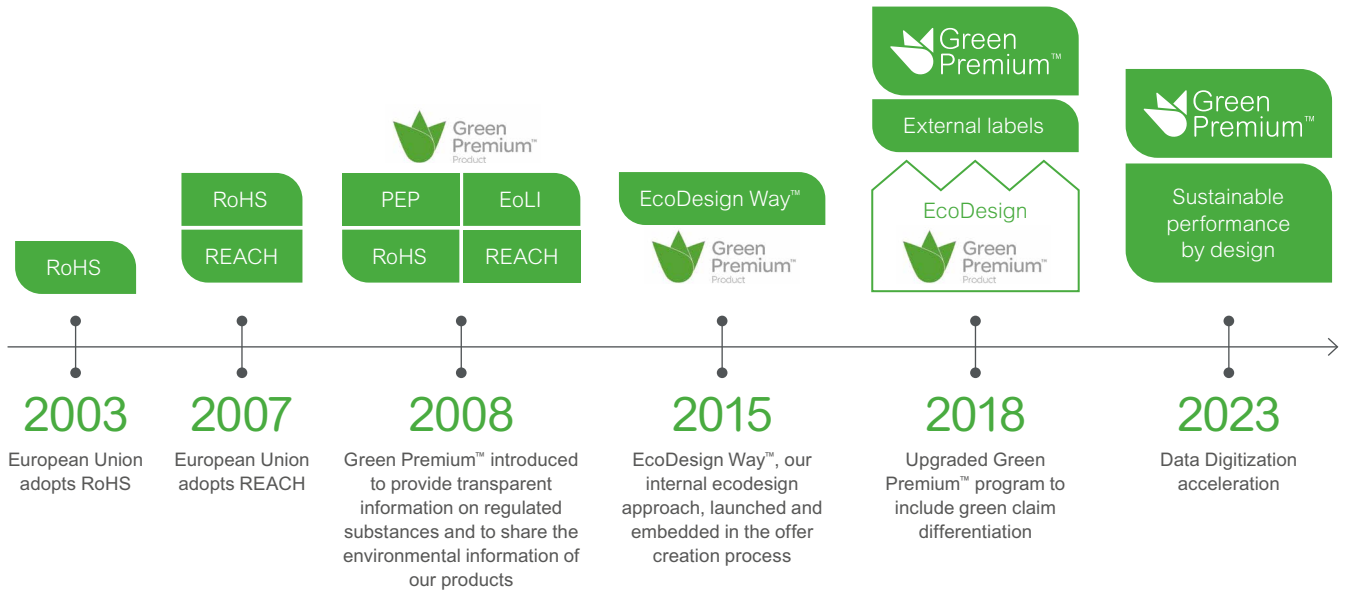 RoHS
2003
European Union
adopts RoHS
RoHS
REACH
2007
European Union
adopts REACH
Green
Premium™
Product
PEP
EoLI
RoHS
REACH
2008
Green Premium™ introduced
to provide transparent
information on regulated
substances and to share the
environmental information of
our products
EcoDesign Way™
Green
Premium™
Product
2015
EcoDesign Way™, our
internal ecodesign
approach, launched and
embedded in the offer
creation process
Green
Premium™
External labels
EcoDesign
Green
Premium™
Product
2018
Upgraded Green
Premium™ program to
include green claim
differentiation
Green
Premium™
Sustainable
performance
by design
2023
Data Digitization
acceleration